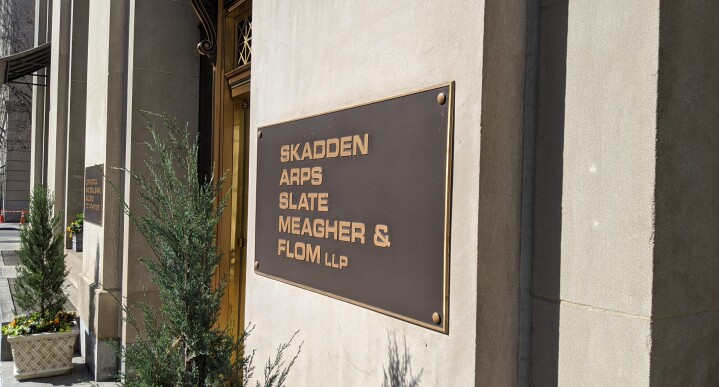 SKADDEN
ARPS
SLATE
MEAGHER &
FLOM LLP